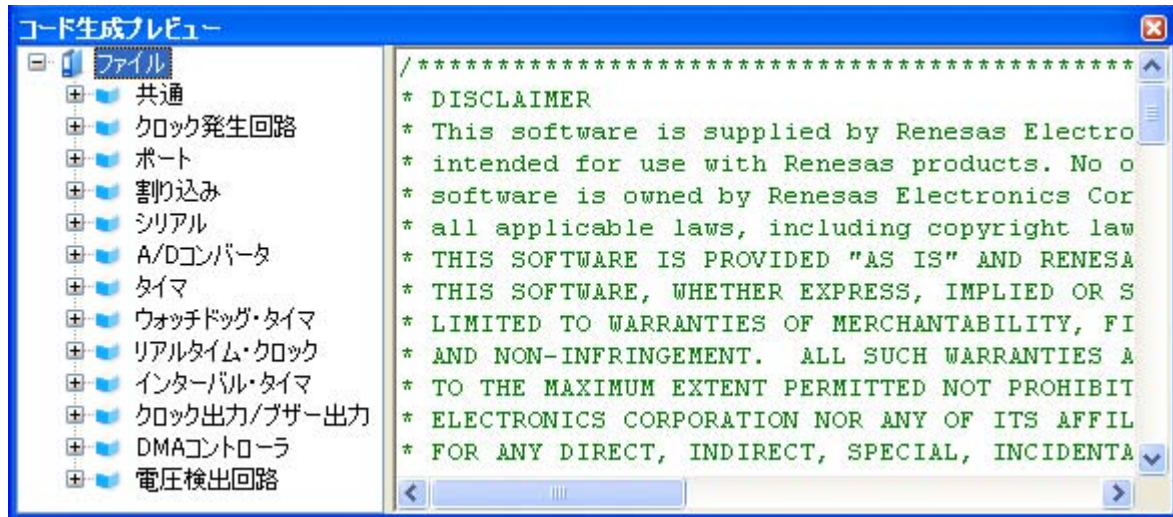 コード生成プレビュー
ファイル
共通
クロック発生回路
ポート
割り込み
シリアル
A/Dコンバータ
タイマ
ウォッチドッグ・タイマ
リアルタイム・クロック
インターバル・タイマ
クロック出力/ブザー出力
DMAコントローラ
電圧検出回路
/*********************************************
* DISCLAIMER
* This software is supplied by Renesas Electro
* intended for use with Renesas products. No o
* software is owned by Renesas Electronics Cor
* all applicable laws, including copyright law
* THIS SOFTWARE IS PROVIDED "AS IS" AND RENESA
* THIS SOFTWARE, WHETHER EXPRESS, IMPLIED OR S
* LIMITED TO WARRANTIES OF MERCHANTABILITY, FI
* AND NON-INFRINGEMENT.  ALL SUCH WARRANTIES A
* TO THE MAXIMUM EXTENT PERMITTED NOT PROHIBIT
* ELECTRONICS CORPORATION NOR ANY OF ITS AFFIL
* FOR ANY DIRECT, INDIRECT, SPECIAL, INCIDENTA